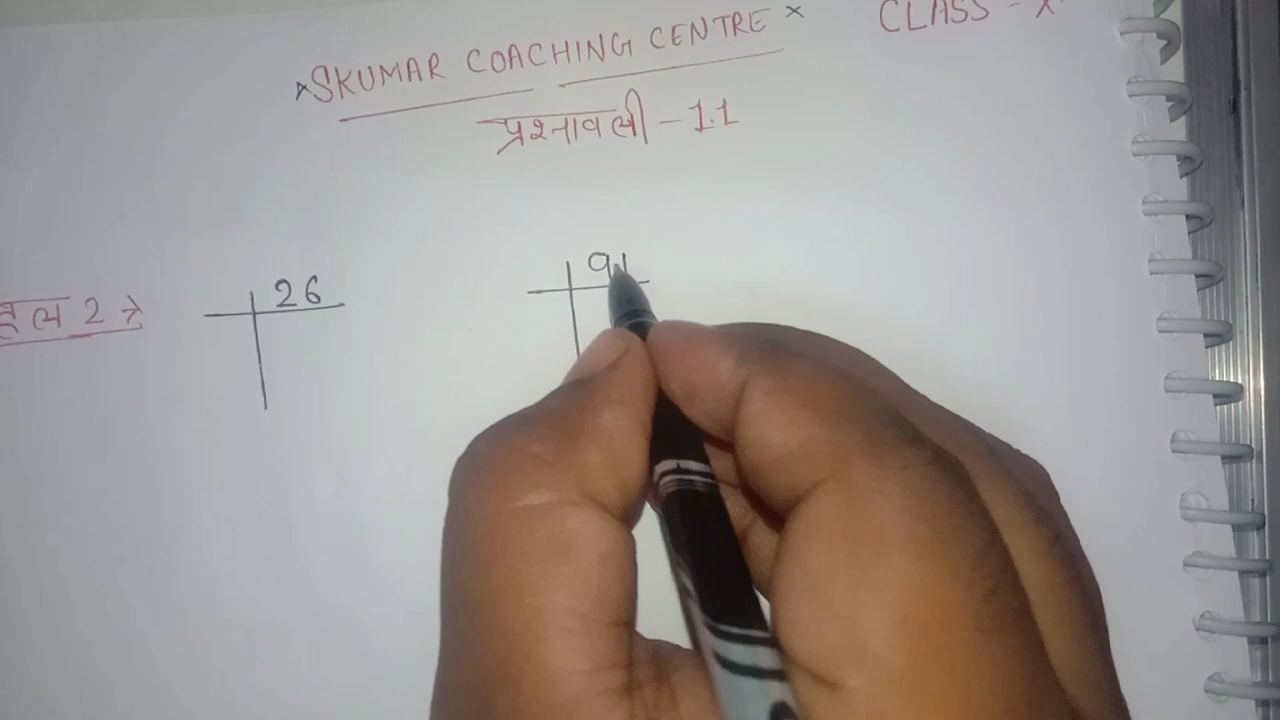 ×SKUMAR COACHING CENTRE × CLASS - X
प्रश्नावली - 1.1
हल 2 →
26
91